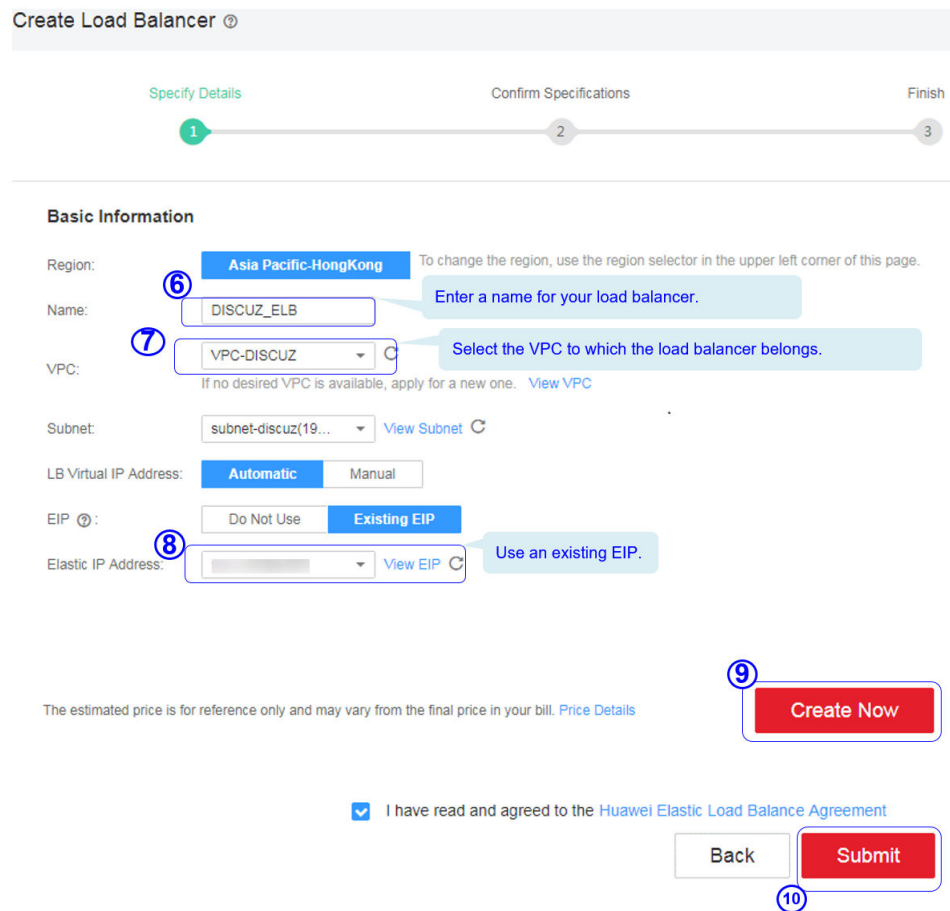 Create Load Balancer ?
Specify Details Confirm Specifications Finish
1 2 3
Basic Information
Region: Asia Pacific-HongKong To change the region, use the region selector in the upper left corner of this page.
6 Enter a name for your load balancer.
Name: DISCUZ_ELB
7 Select the VPC to which the load balancer belongs.
VPC: VPC-DISCUZ
If no desired VPC is available, apply for a new one. View VPC
Subnet: subnet-discuz(19... View Subnet
LB Virtual IP Address: Automatic Manual
EIP ? : Do Not Use Existing EIP
8 Use an existing EIP.
Elastic IP Address: View EIP
9
The estimated price is for reference only and may vary from the final price in your bill. Price Details Create Now
I have read and agreed to the Huawei Elastic Load Balance Agreement
Back Submit
10